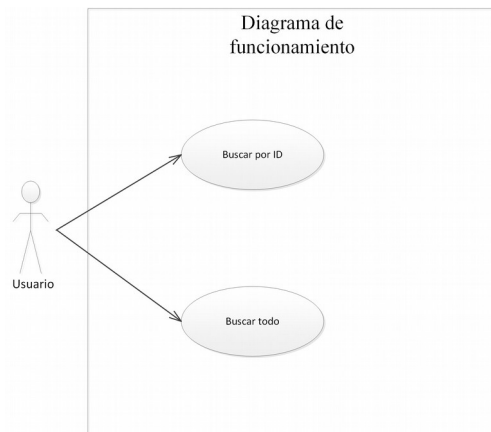 Diagrama de
funcionamiento
Buscar por ID
Usuario
Buscar todo